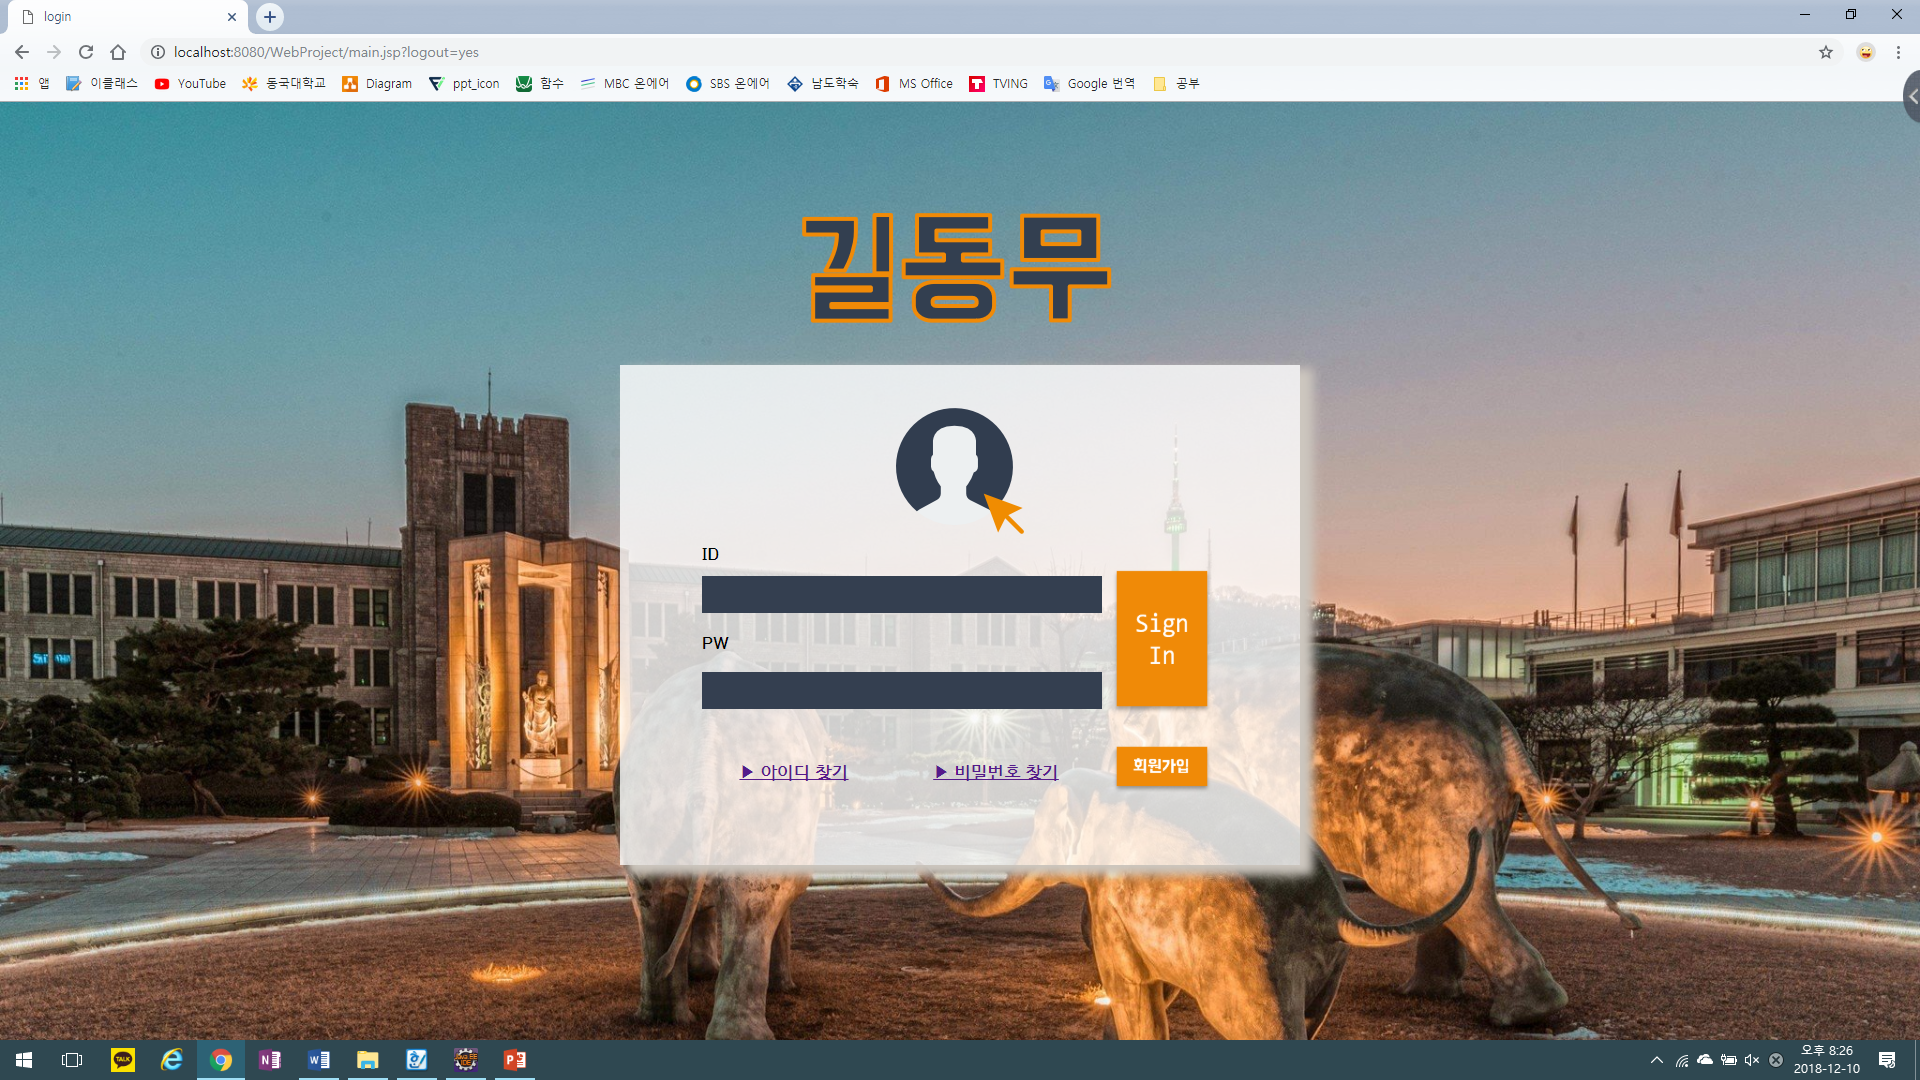 login
localhost:8080/WebProject/main.jsp?logout=yes
앱 이클래스 YouTube 동국대학교 Diagram ppt_icon 함수 MBC 온에어 SBS 온에어 남도학숙 MS Office TVING Google 번역 공부
길동무
ID
PW
Sign
In
▶ 아이디 찾기 ▶ 비밀번호 찾기 회원가입
오후 8:26
2018-12-10